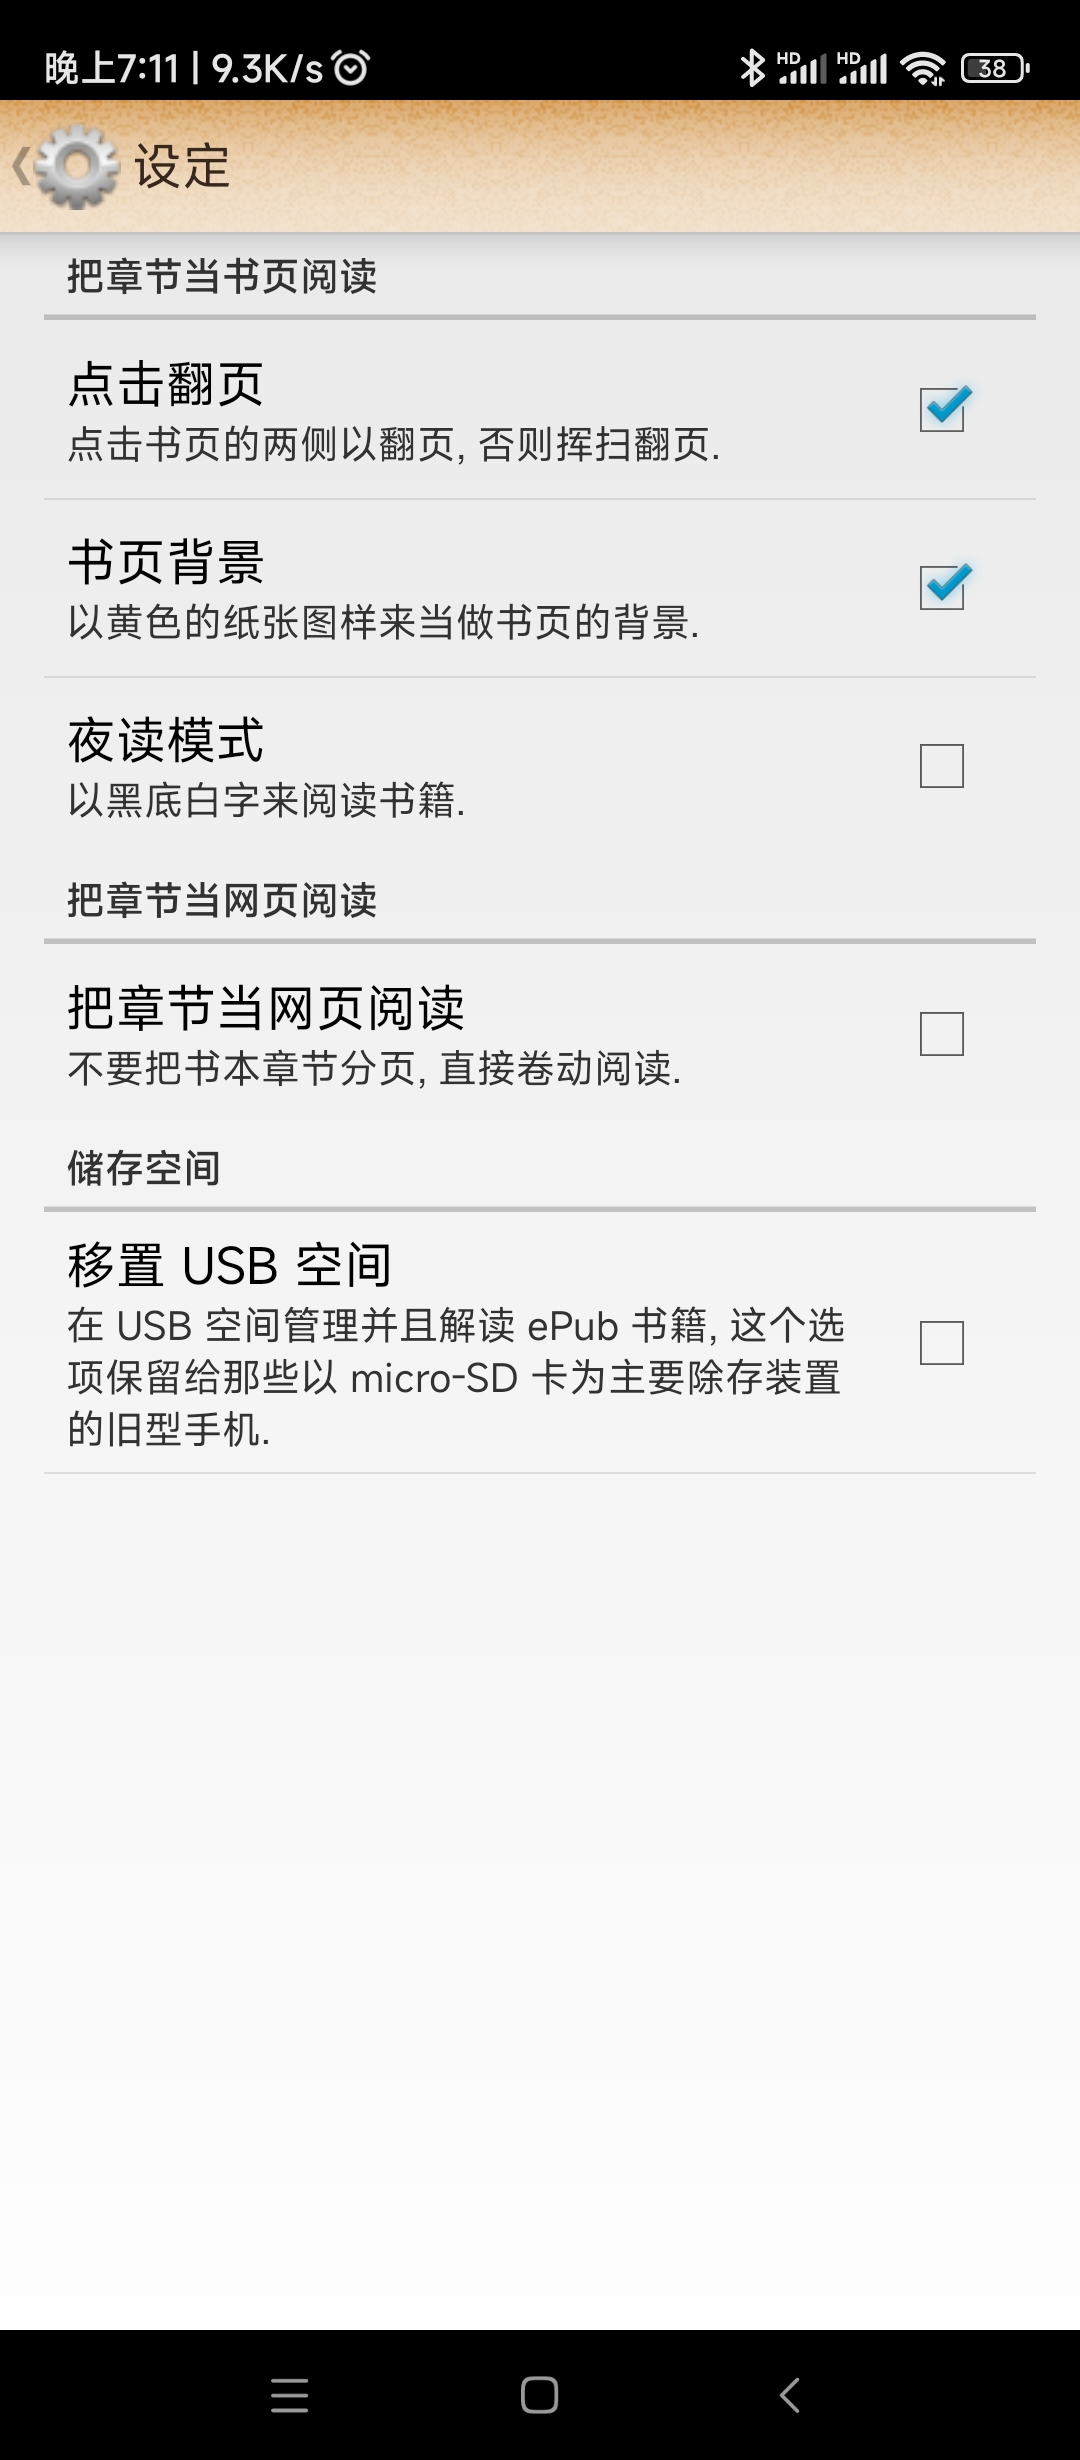 晚上7:11 | 9.3K/s
HD HD 38
设定
把章节当书页阅读
点击翻页
点击书页的两侧以翻页, 否则挥扫翻页.
书页背景
以黄色的纸张图样来当做书页的背景.
夜读模式
以黑底白字来阅读书籍.
把章节当网页阅读
把章节当网页阅读
不要把书本章节分页, 直接卷动阅读.
储存空间
移置 USB 空间
在 USB 空间管理并且解读 ePub 书籍, 这个选
项保留给那些以 micro-SD 卡为主要除存装置
的旧型手机.